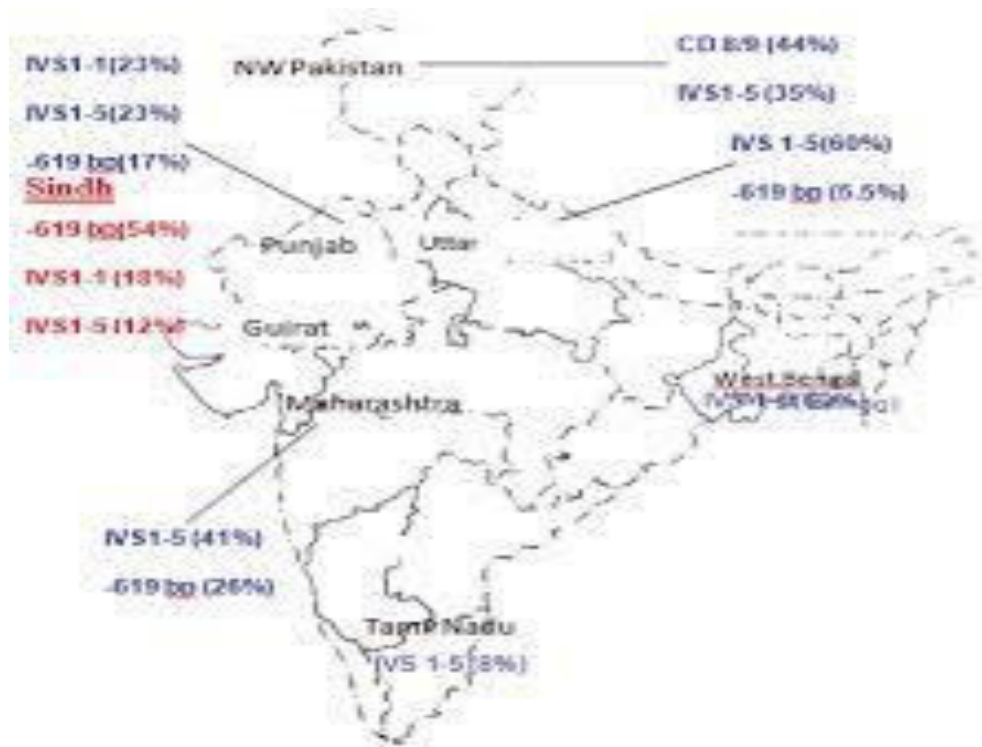 IVS1-1(23%)
IVS1-5(23%)
-619 bp(17%)
Sindh
-619 bp(54%)
IVS1-1 (18%)
IVS1-5 (12%)
NW Pakistan
CD 8/9 (44%)
IVS1-5 (35%)
IVS 1-5(60%)
-619 bp (5.5%)
Punjab
Uttar
Gujrat
Maharashtra
West Bengal
IVS1-5 (41%)
-619 bp (26%)
Tamil Nadu
IVS 1-5 (8%)